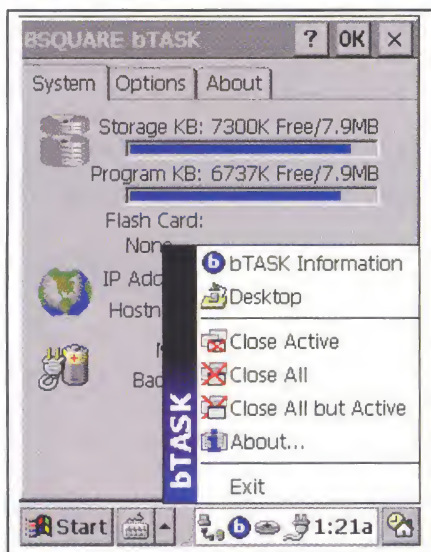 BSQUARE bTASK ? OK ×
System Options About
Storage KB: 7300K Free/7.9MB
Program KB: 6737K Free/7.9MB
Flash Card:
None
IP Add
Hostn
Bac
bTASK
bTASK Information
Desktop
Close Active
Close All
Close All but Active
About...
Exit
Start
1:21a